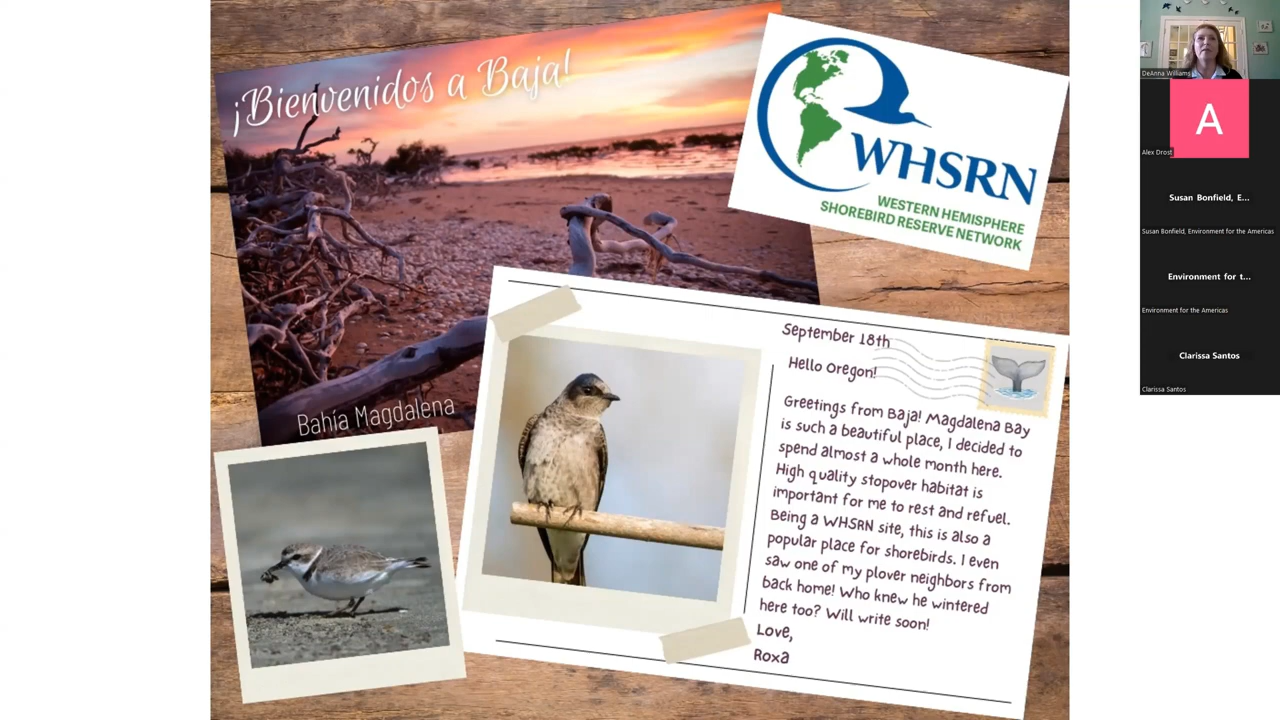 ¡Bienvenidos a Baja!
Bahía Magdalena
WHSRN
WESTERN HEMISPHERE
SHOREBIRD RESERVE NETWORK
September 18th
Hello Oregon!
Greetings from Baja! Magdalena Bay
is such a beautiful place, I decided to
spend almost a whole month here.
High quality stopover habitat is
important for me to rest and refuel.
Being a WHSRN site, this is also a
popular place for shorebirds. I even
saw one of my plover neighbors from
back home! Who knew he wintered
here too? Will write soon!
Love,
Roxa
DeAnna Williams
A
Alex Drost
Susan Bonfield, E...
Susan Bonfield, Environment for the Americas
Environment for t...
Environment for the Americas
Clarissa Santos
Clarissa Santos